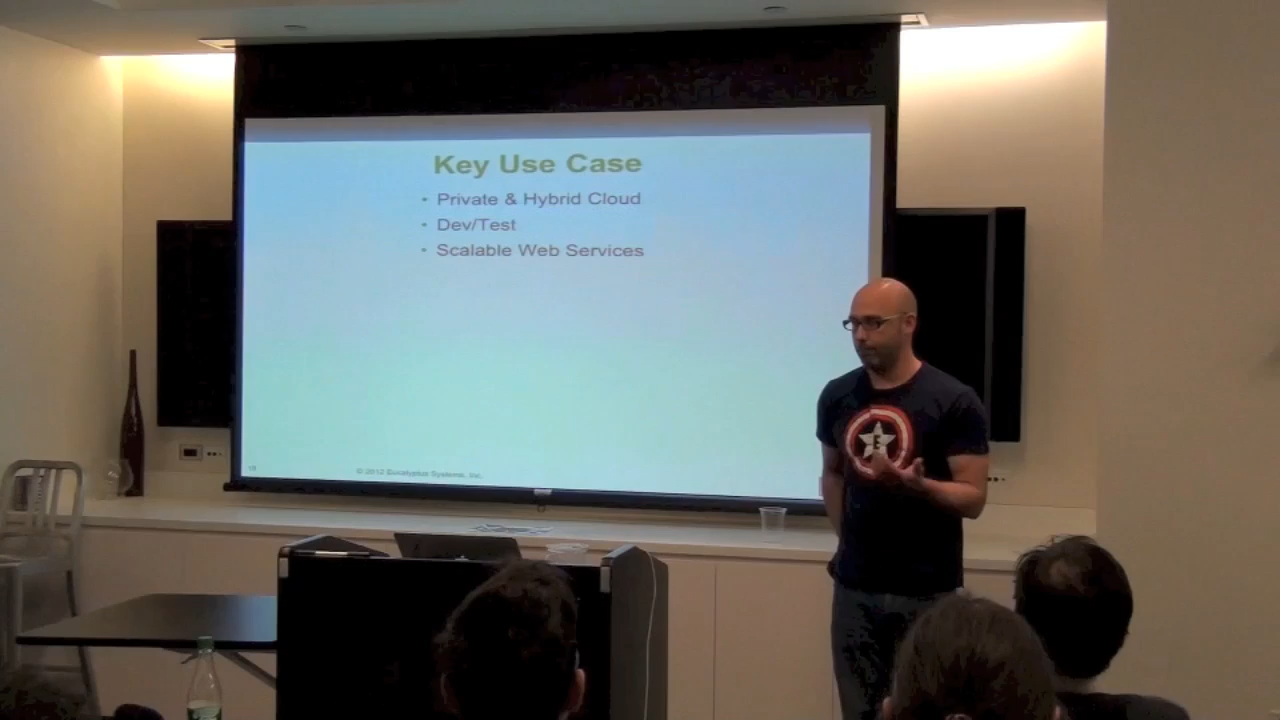 Key Use Case
• Private & Hybrid Cloud
• Dev/Test
• Scalable Web Services
© 2012 Eucalyptus Systems, Inc.
E